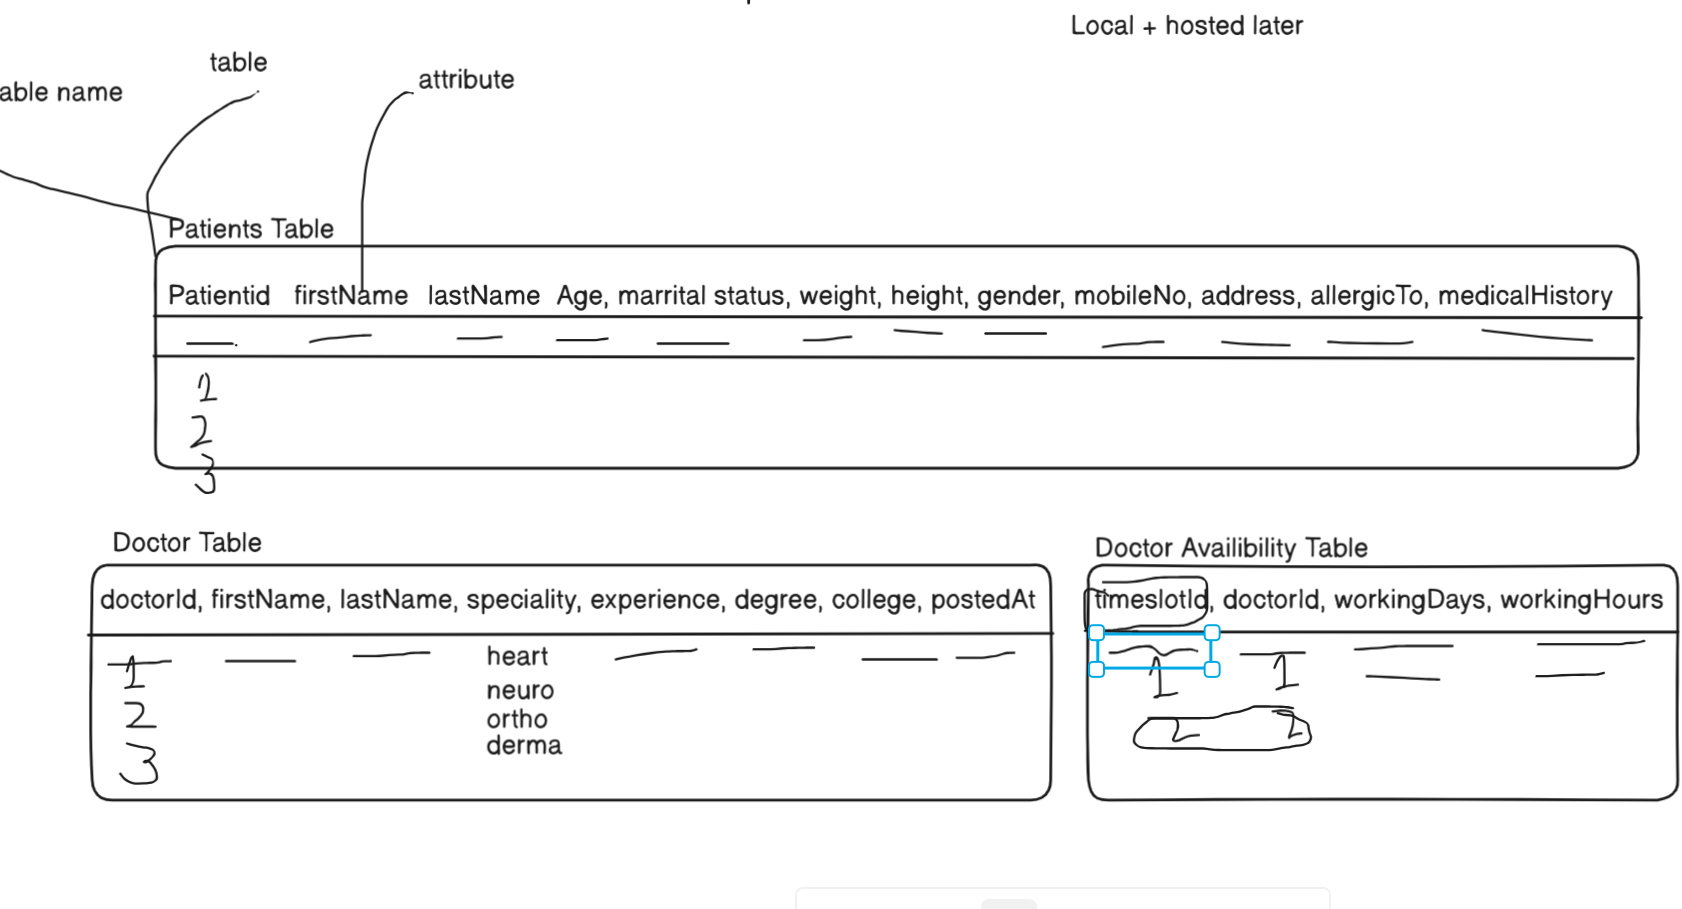 Local + hosted later
table
attribute
able name
Patients Table
Patientid firstName lastName Age, marrital status, weight, height, gender, mobileNo, address, allergicTo, medicalHistory
1
2
3
Doctor Table
doctorId, firstName, lastName, speciality, experience, degree, college, postedAt
heart
1
neuro
2
ortho
derma
3
Doctor Availibility Table
timeslotId, doctorId, workingDays, workingHours
1 1
2 2